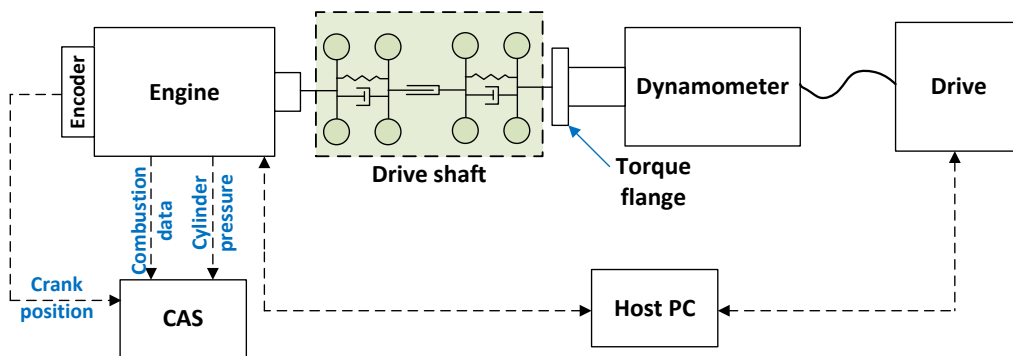 Encoder
Engine
Drive shaft
Torque
flange
Dynamometer
Drive
Combustion
data
Cylinder
pressure
Crank
position
CAS
Host PC